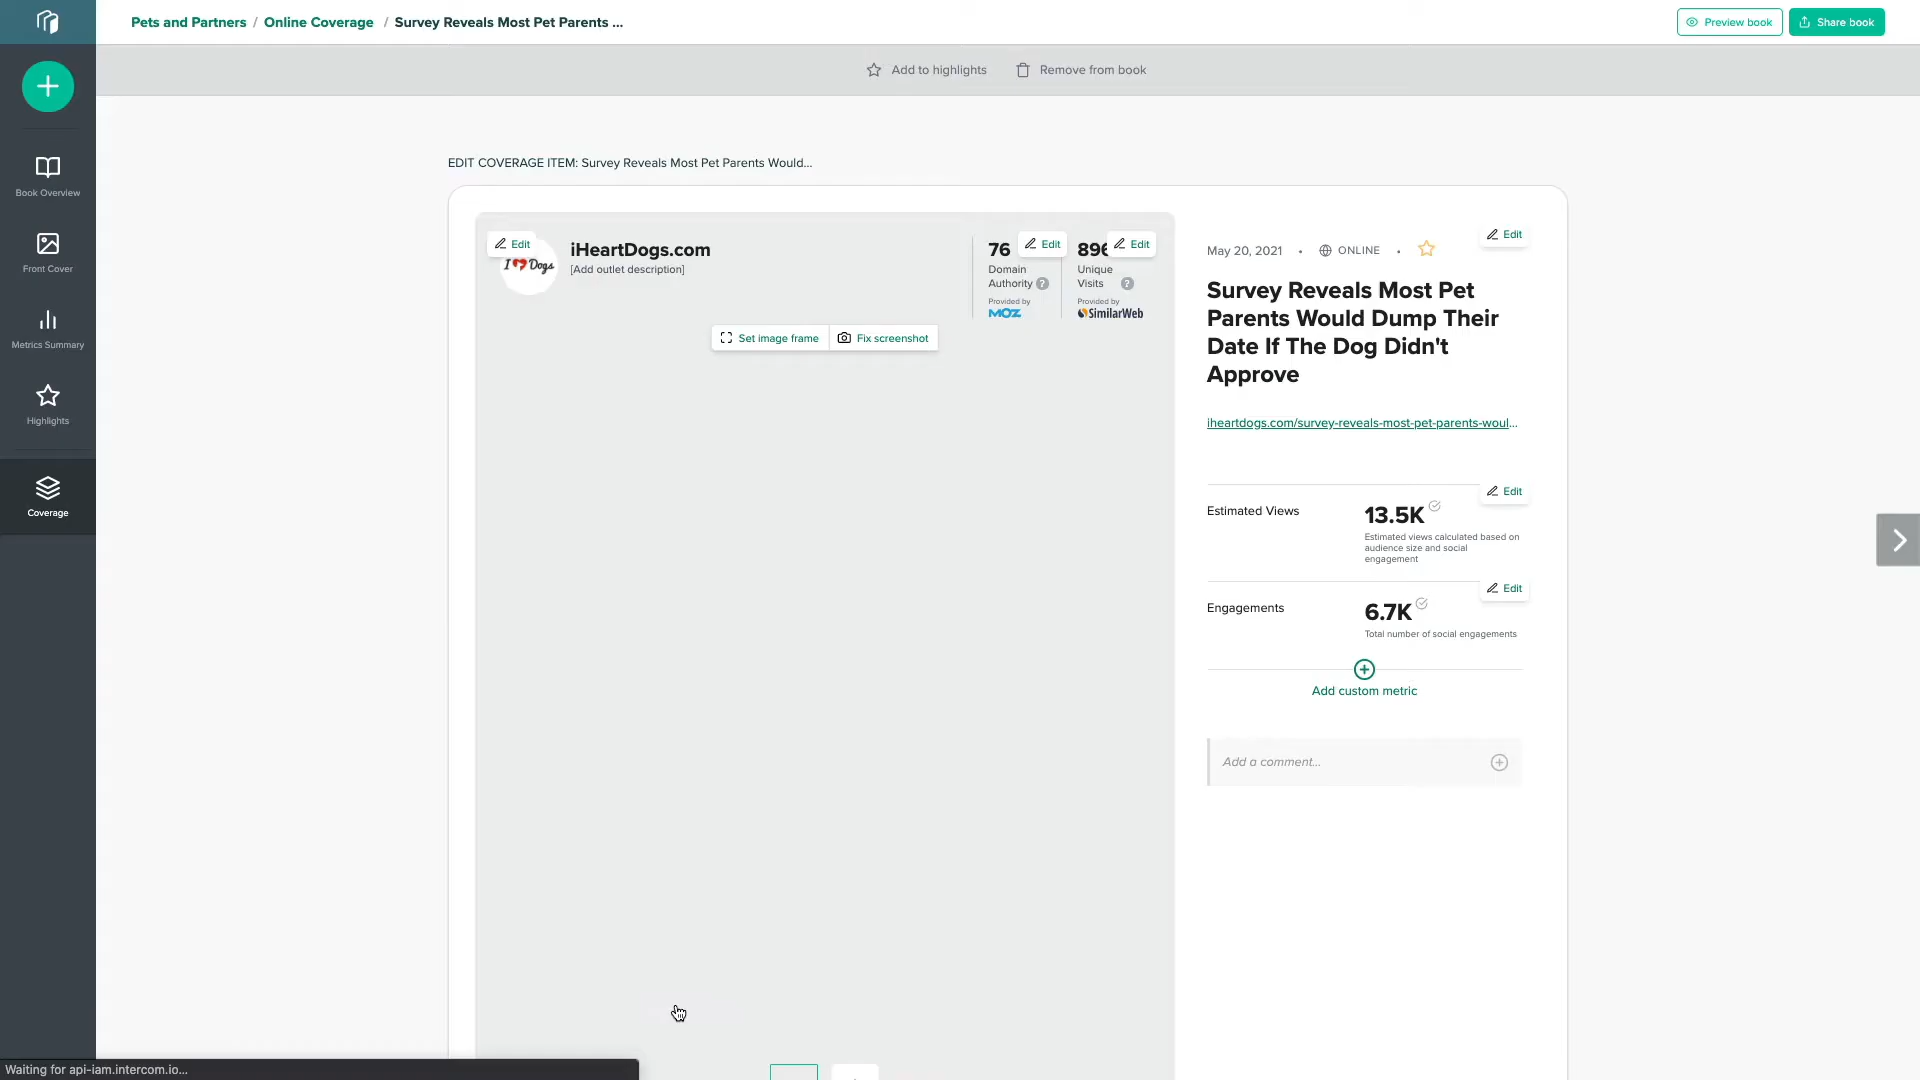 Pets and Partners / Online Coverage / Survey Reveals Most Pet Parents ...
Preview book
Share book
Add to highlights
Remove from book
Book Overview
Front Cover
Metrics Summary
Highlights
Coverage
EDIT COVERAGE ITEM: Survey Reveals Most Pet Parents Would...
Edit
I Dogs
iHeartDogs.com
[Add outlet description]
76
Edit
Domain
Authority ?
Provided by
MOZ
896
Edit
Unique
Visits ?
Provided by
SimilarWeb
Set image frame
Fix screenshot
May 20, 2021 • ONLINE •
Edit
Survey Reveals Most Pet
Parents Would Dump Their
Date If The Dog Didn't
Approve
iheartdogs.com/survey-reveals-most-pet-parents-woul...
Edit
Estimated Views
13.5K
Estimated views calculated based on
audience size and social
engagement
Edit
Engagements
6.7K
Total number of social engagements
Add custom metric
Add a comment...
Waiting for api-iam.intercom.io...